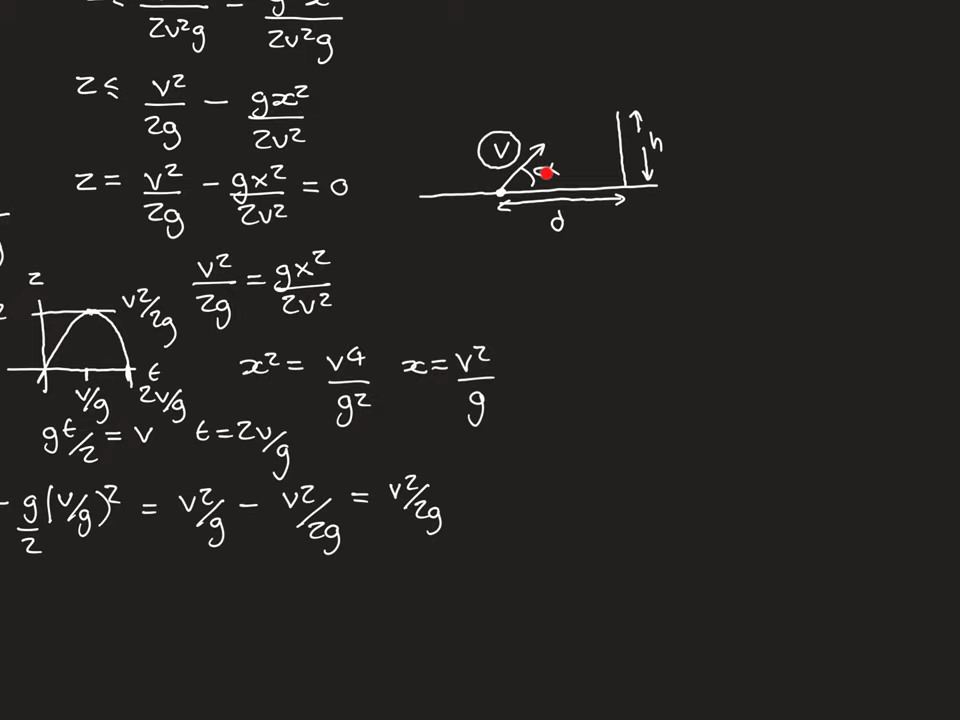 2v²g - 2v²g
z ≤ v²/2g - gx²/2v²
z = v²/2g - gx²/2v² = 0
v h
d
z
v²/2g = gx²/2v²
v²/2g
t
v/g 2v/g
x² = v⁴/g² x = v²/g
gt/2 = v t = 2v/g
- g/2 (v/g)² = v²/g - v²/2g = v²/2g